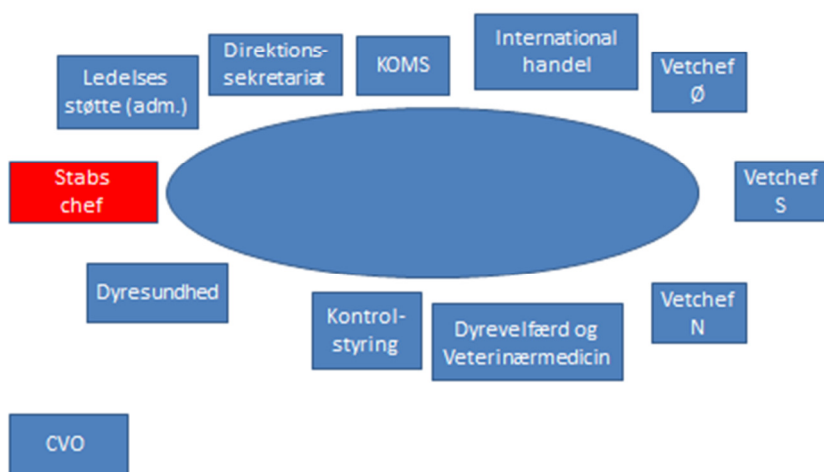 Direktions-
sekretariat
KOMS
International
handel
Ledelses
støtte (adm.)
Vetchef
Ø
Stabs
chef
Vetchef
S
Dyresundhed
Kontrol-
styring
Dyrevelfærd og
Veterinærmedicin
Vetchef
N
CVO